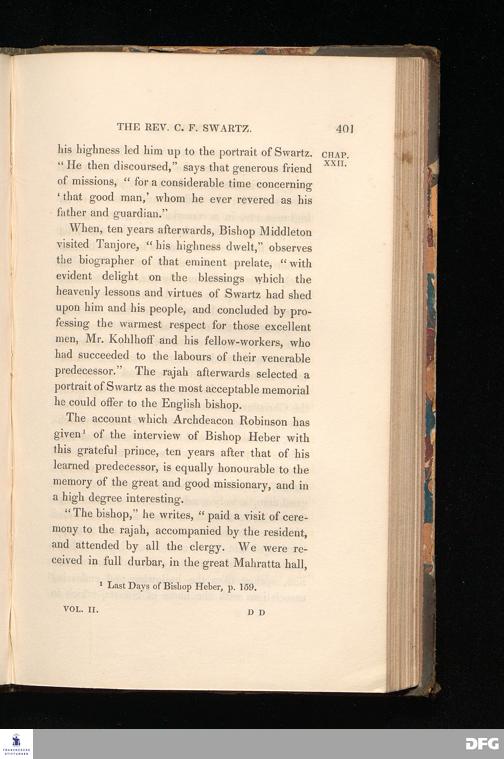 THE REV. C. F. SWARTZ. 401
CHAP.
XXII.
his highness led him up to the portrait of Swartz.
“ He then discoursed,” says that generous friend
of missions, “ for a considerable time concerning
‘ that good man,’ whom he ever revered as his
father and guardian.”
When, ten years afterwards, Bishop Middleton
visited Tanjore, “ his highness dwelt,” observes
the biographer of that eminent prelate, “ with
evident delight on the blessings which the
heavenly lessons and virtues of Swartz had shed
upon him and his people, and concluded by pro-
fessing the warmest respect for those excellent
men, Mr. Kohlhoff and his fellow-workers, who
had succeeded to the labours of their venerable
predecessor.” The rajah afterwards selected a
portrait of Swartz as the most acceptable memorial
he could offer to the English bishop.
The account which Archdeacon Robinson has
given¹ of the interview of Bishop Heber with
this grateful prince, ten years after that of his
learned predecessor, is equally honourable to the
memory of the great and good missionary, and in
a high degree interesting.
“ The bishop,” he writes, “ paid a visit of cere-
mony to the rajah, accompanied by the resident,
and attended by all the clergy. We were re-
ceived in full durbar, in the great Mahratta hall,
¹ Last Days of Bishop Heber, p. 159.
VOL. II. D D
FRANCKESCHE
STIFTUNGEN
DFG